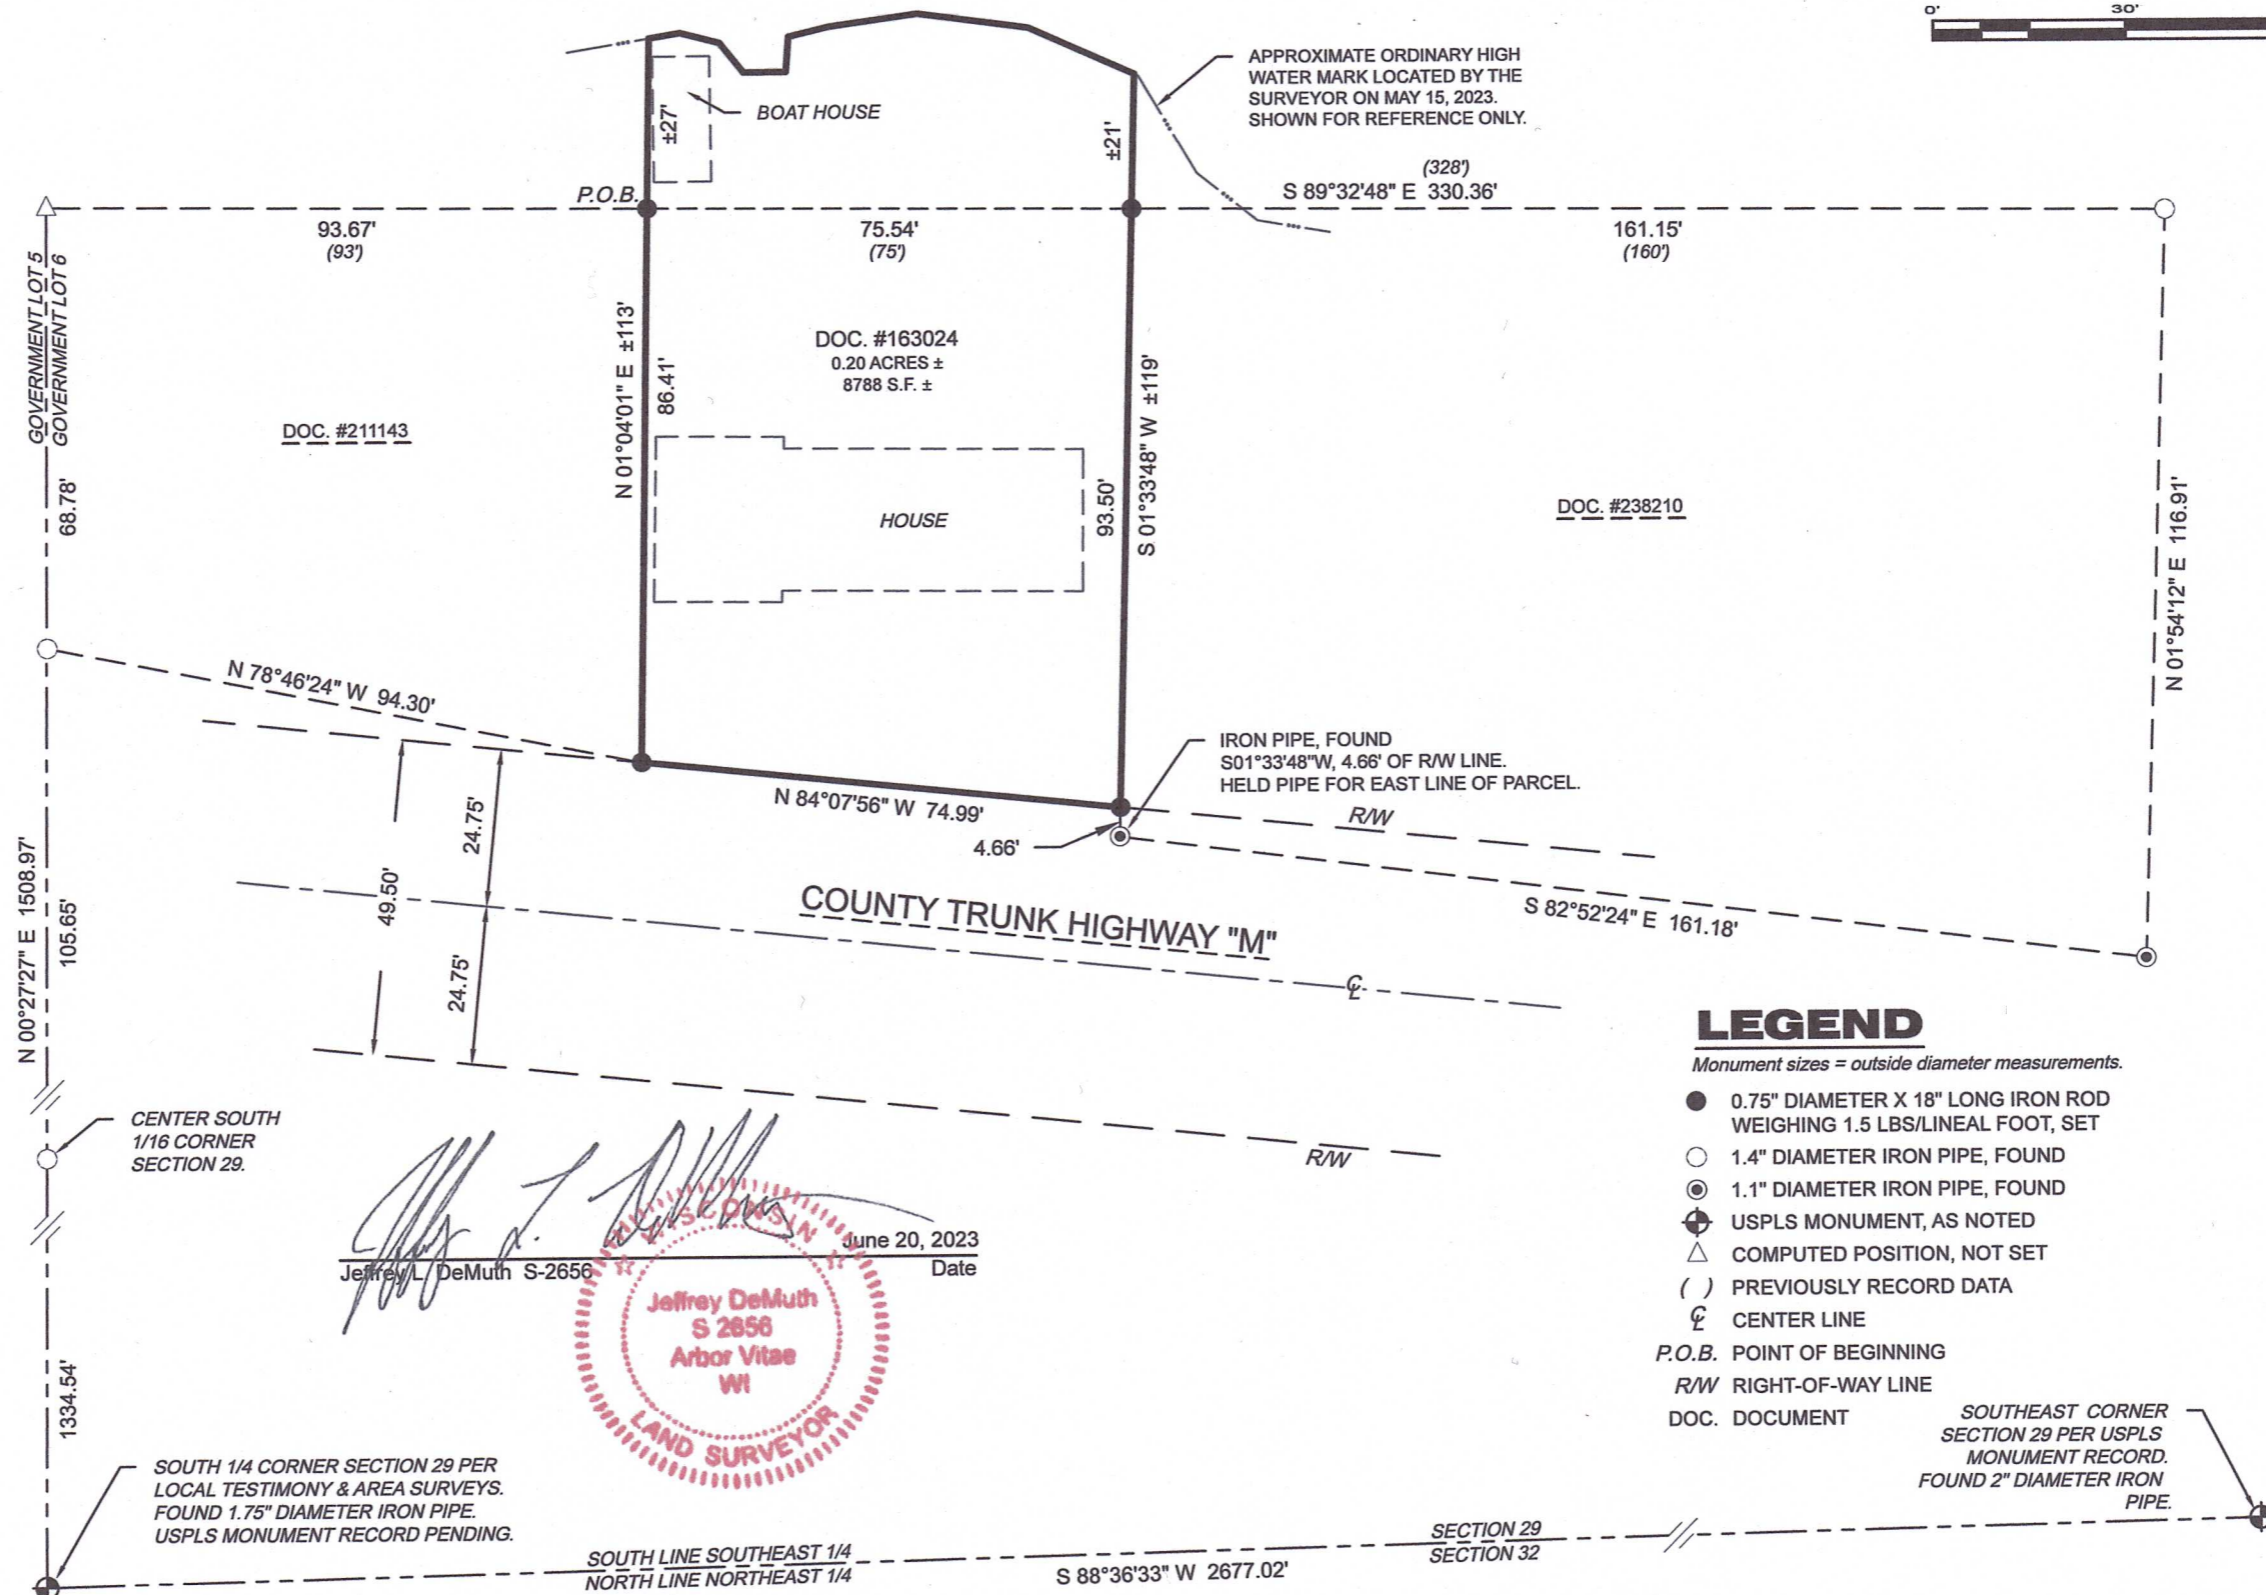 0' 30'
APPROXIMATE ORDINARY HIGH
WATER MARK LOCATED BY THE
SURVEYOR ON MAY 15, 2023.
SHOWN FOR REFERENCE ONLY.
BOAT HOUSE
±27'
±21'
(328')
S 89°32'48" E 330.36'
P.O.B.
93.67'
(93')
75.54'
(75')
161.15'
(160')
GOVERNMENT LOT 5
GOVERNMENT LOT 6
N 01°04'01" E ±113'
86.41'
DOC. #163024
0.20 ACRES ±
8788 S.F. ±
S 01°33'48" W ±119'
93.50'
DOC. #211143
HOUSE
DOC. #238210
68.78'
N 01°54'12" E 116.91'
N 78°46'24" W 94.30'
IRON PIPE, FOUND
S01°33'48"W, 4.66' OF R/W LINE.
HELD PIPE FOR EAST LINE OF PARCEL.
N 84°07'56" W 74.99'
R/W
4.66'
24.75'
49.50'
24.75'
COUNTY TRUNK HIGHWAY "M"
S 82°52'24" E 161.18'
℄
N 00°27'27" E 1508.97'
105.65'
CENTER SOUTH
1/16 CORNER
SECTION 29.
R/W
LEGEND
Monument sizes = outside diameter measurements.
0.75" DIAMETER X 18" LONG IRON ROD
WEIGHING 1.5 LBS/LINEAL FOOT, SET
1.4" DIAMETER IRON PIPE, FOUND
1.1" DIAMETER IRON PIPE, FOUND
USPLS MONUMENT, AS NOTED
COMPUTED POSITION, NOT SET
( ) PREVIOUSLY RECORD DATA
℄ CENTER LINE
P.O.B. POINT OF BEGINNING
R/W RIGHT-OF-WAY LINE
DOC. DOCUMENT
June 20, 2023
Jeffrey L. DeMuth S-2656 Date
WISCONSIN
Jeffrey DeMuth
S 2656
Arbor Vitae
WI
LAND SURVEYOR
1334.54'
SOUTH 1/4 CORNER SECTION 29 PER
LOCAL TESTIMONY & AREA SURVEYS.
FOUND 1.75" DIAMETER IRON PIPE.
USPLS MONUMENT RECORD PENDING.
SOUTHEAST CORNER
SECTION 29 PER USPLS
MONUMENT RECORD.
FOUND 2" DIAMETER IRON
PIPE.
SOUTH LINE SOUTHEAST 1/4
NORTH LINE NORTHEAST 1/4
S 88°36'33" W 2677.02'
SECTION 29
SECTION 32